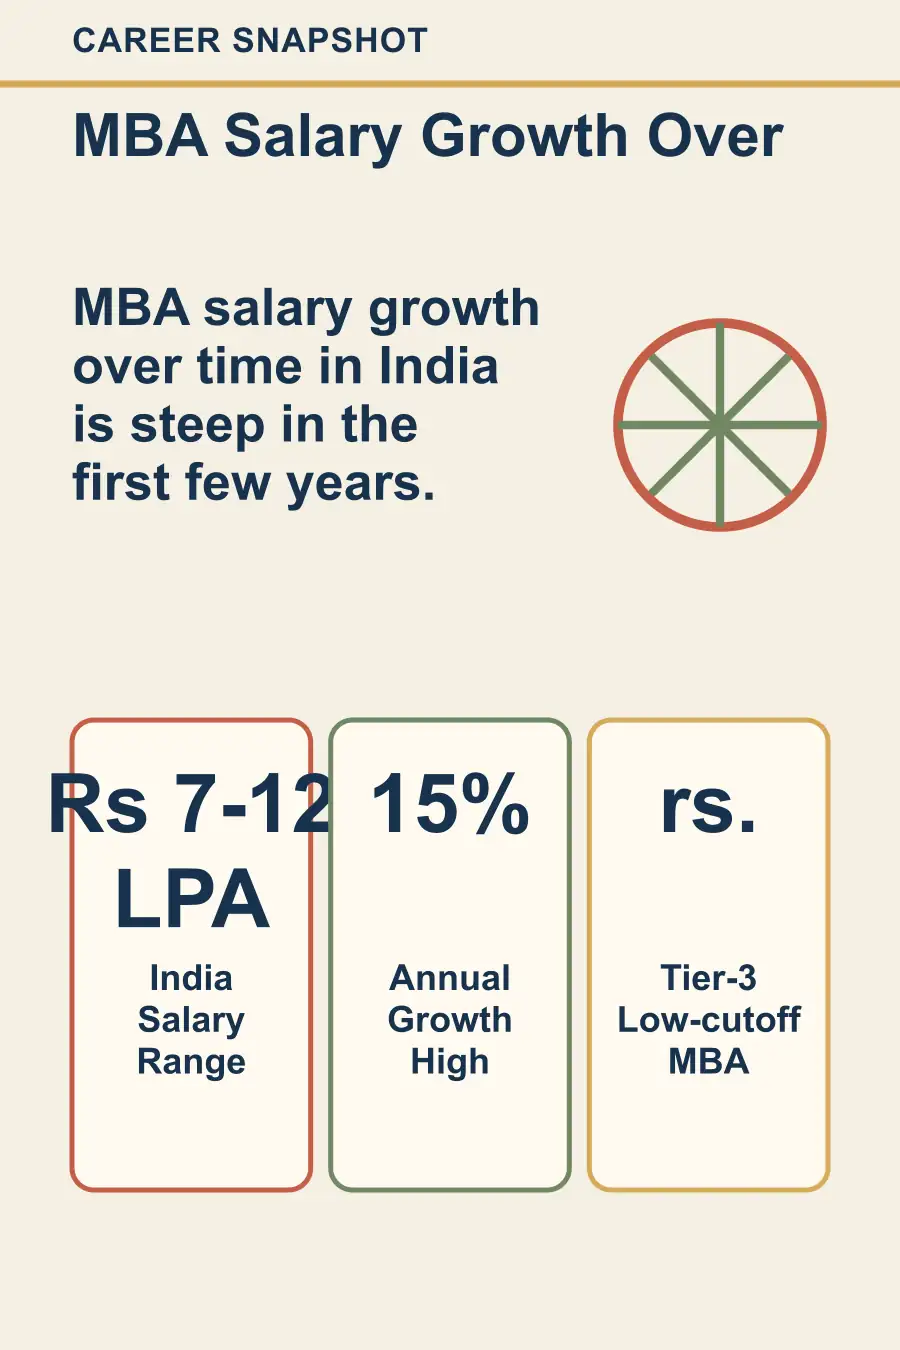 CAREER SNAPSHOT
MBA Salary Growth Over
MBA salary growth
over time in India
is steep in the
first few years.
Rs 7-12
LPA
India
Salary
Range
15%
Annual
Growth
High
rs.
Tier-3
Low-cutoff
MBA